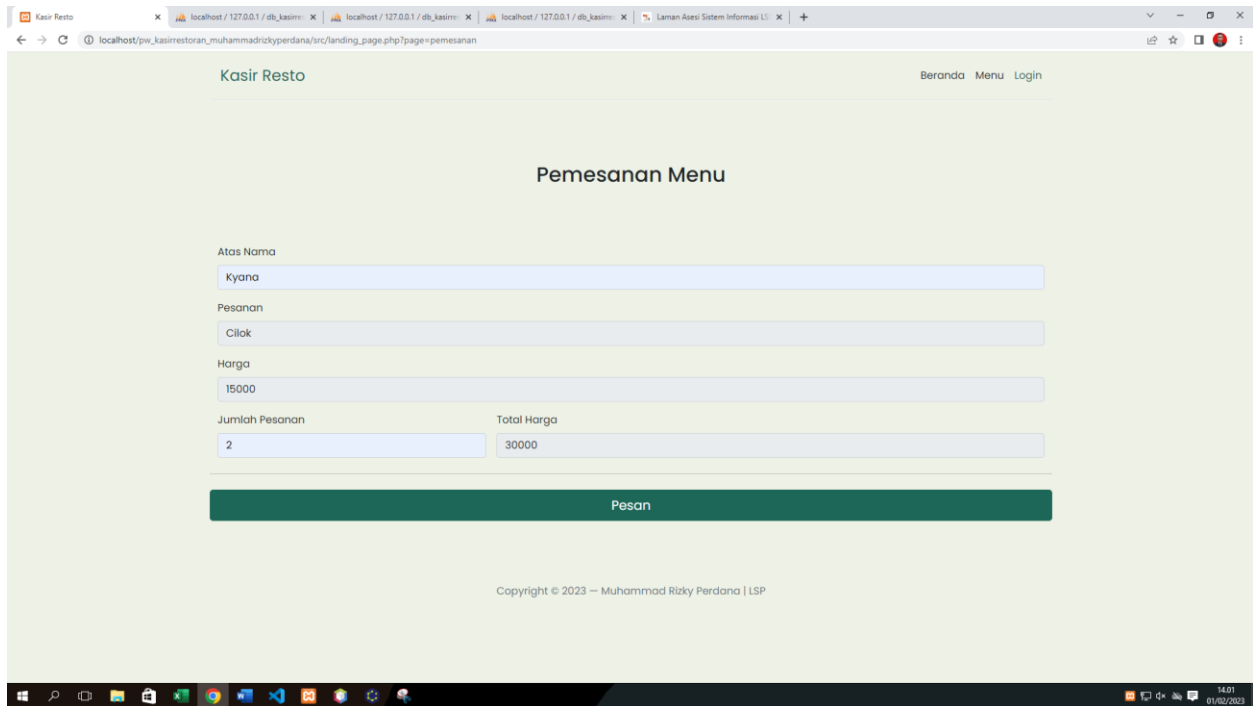 Kasir Resto
localhost / 127.0.0.1 / db_kasirre
localhost / 127.0.0.1 / db_kasirre
localhost / 127.0.0.1 / db_kasirre
Laman Asesi Sistem Informasi LS
localhost/pw_kasirrestoran_muhammadrizkyperdana/src/landing_page.php?page=pemesanan
Kasir Resto
Beranda Menu Login
Pemesanan Menu
Atas Nama
Kyana
Pesanan
Cilok
Harga
15000
Jumlah Pesanan Total Harga
2 30000
Pesan
Copyright © 2023 — Muhammad Rizky Perdana | LSP
14.01
01/02/2023